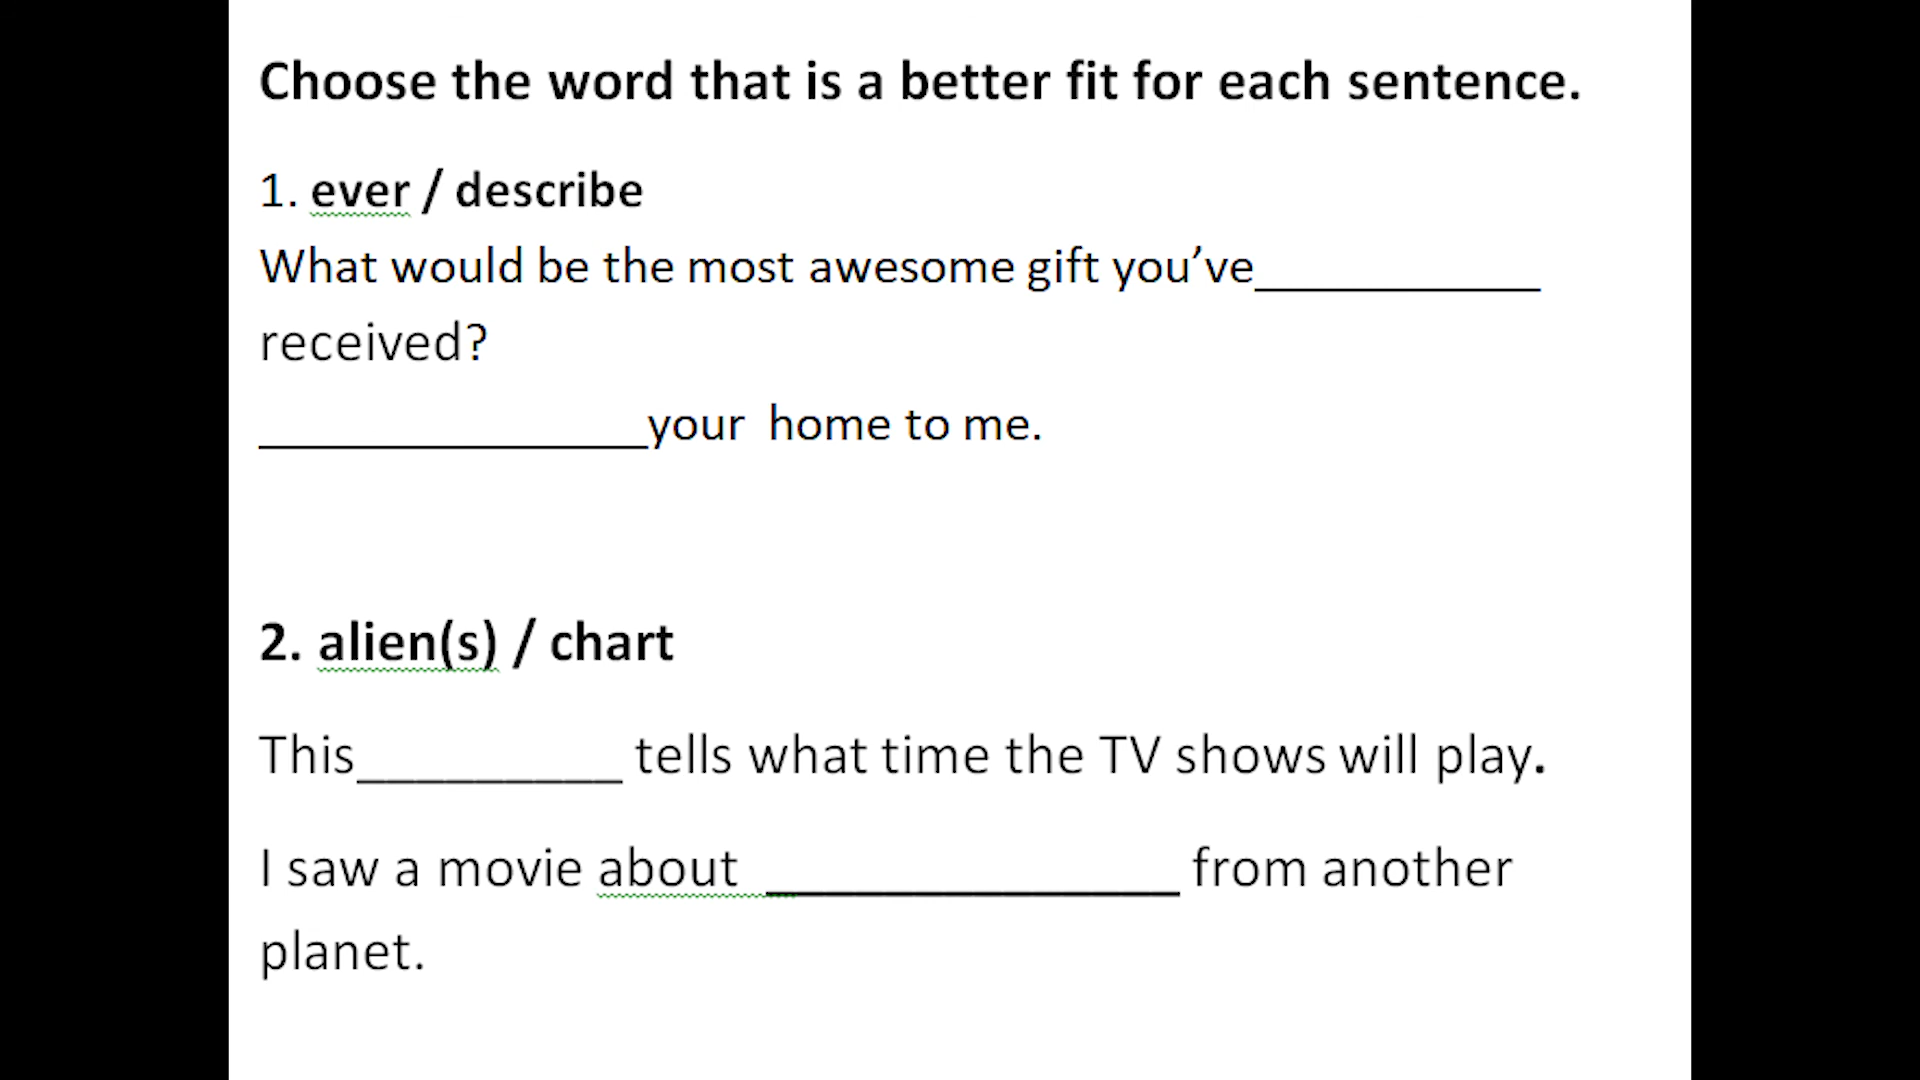 Choose the word that is a better fit for each sentence.
1. ever / describe
What would be the most awesome gift you’ve___________
received?
_______________your home to me.
2. alien(s) / chart
This__________ tells what time the TV shows will play.
I saw a movie about ________________ from another
planet.